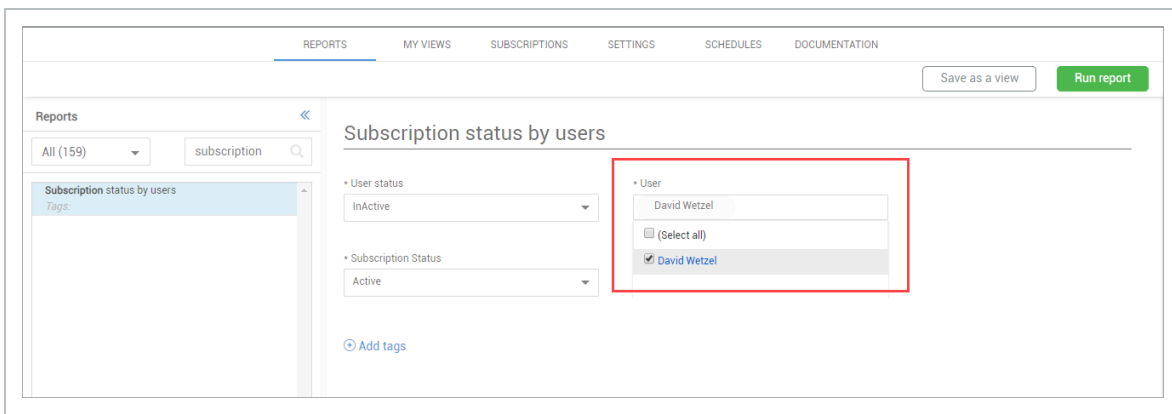 REPORTS MY VIEWS SUBSCRIPTIONS SETTINGS SCHEDULES DOCUMENTATION
Save as a view Run report
Reports «
All (159) subscription
Subscription status by users
Tags:
Subscription status by users
* User status
InActive
* Subscription Status
Active
* User
David Wetzel
(Select all)
David Wetzel
Add tags